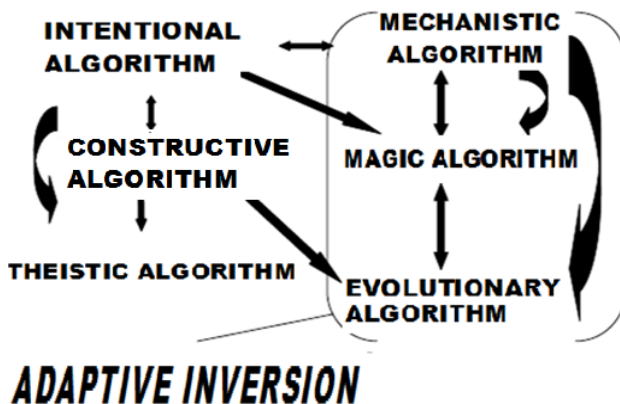 INTENTIONAL
ALGORITHM
MECHANISTIC
ALGORITHM
CONSTRUCTIVE
ALGORITHM
MAGIC ALGORITHM
THEISTIC ALGORITHM
EVOLUTIONARY
ALGORITHM
ADAPTIVE INVERSION